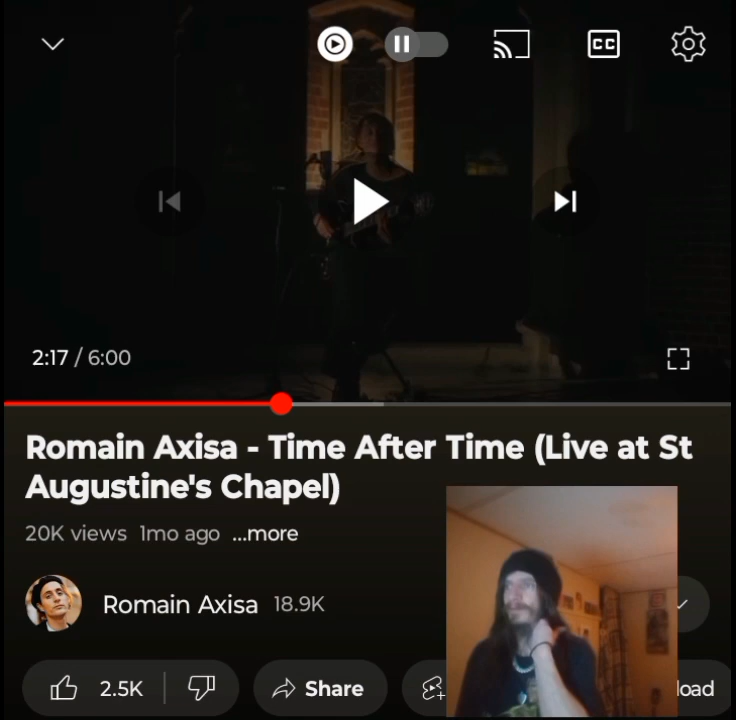 CC
2:17 / 6:00
Romain Axisa - Time After Time (Live at St
Augustine's Chapel)
20K views 1mo ago ...more
Romain Axisa 18.9K
2.5K Share load